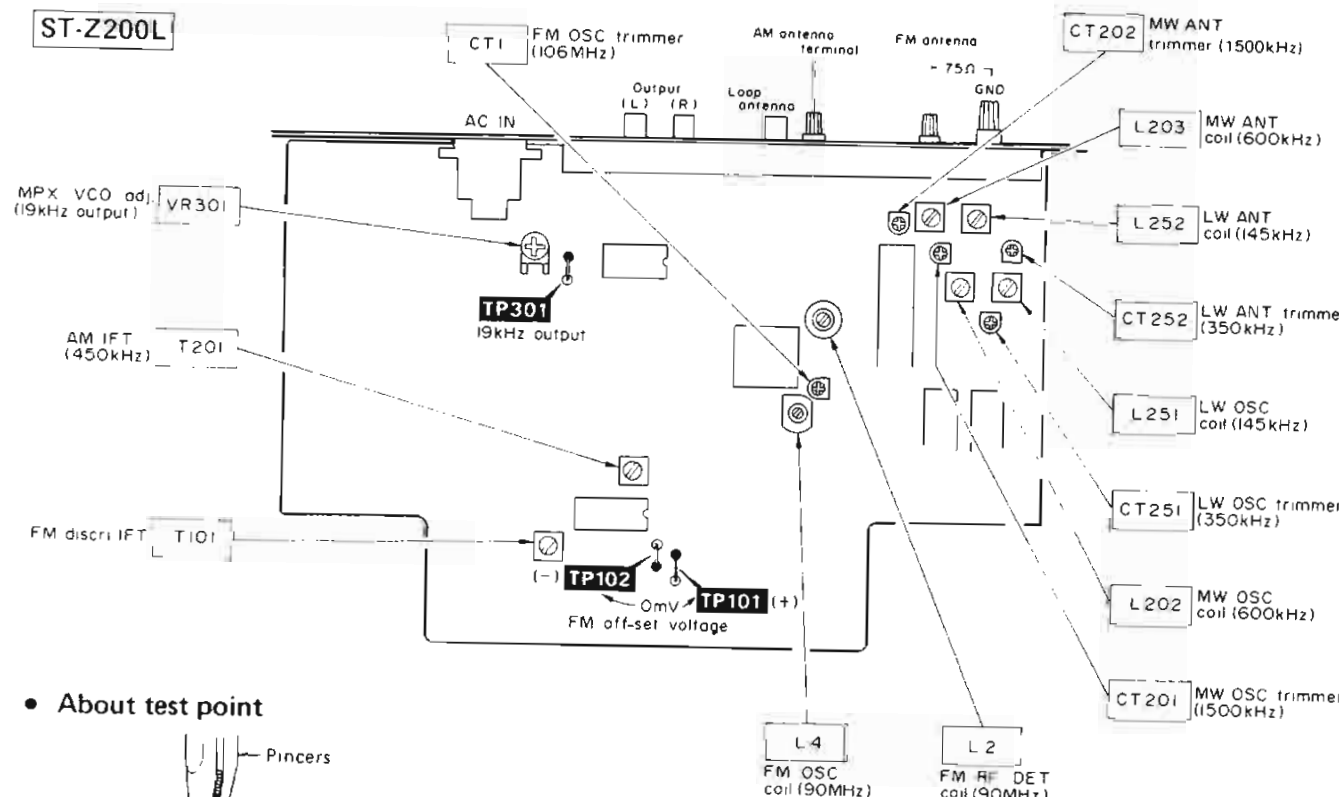 ST-Z200L
CT1
FM OSC trimmer
(106MHz)
AM antenna
terminal
FM antenna
75Ω
GND
CT202
MW ANT
trimmer (1500kHz)
Output
(L) (R)
Loop
antenna
AC IN
L203
MW ANT
coil (600kHz)
MPX VCO adj.
(19kHz output)
VR301
L252
LW ANT
coil (145kHz)
TP301
19kHz output
CT252
LW ANT trimmer
(350kHz)
AM IFT
(450kHz)
T201
L251
LW OSC
coil (145kHz)
CT251
LW OSC trimmer
(350kHz)
FM discri IFT
T101
(-) TP102
TP101 (+)
0mV
FM off-set voltage
L202
MW OSC
coil (600kHz)
CT201
MW OSC trimmer
(1500kHz)
• About test point
Pincers
L4
FM OSC
coil (90MHz)
L2
FM RF DET
coil (90MHz)